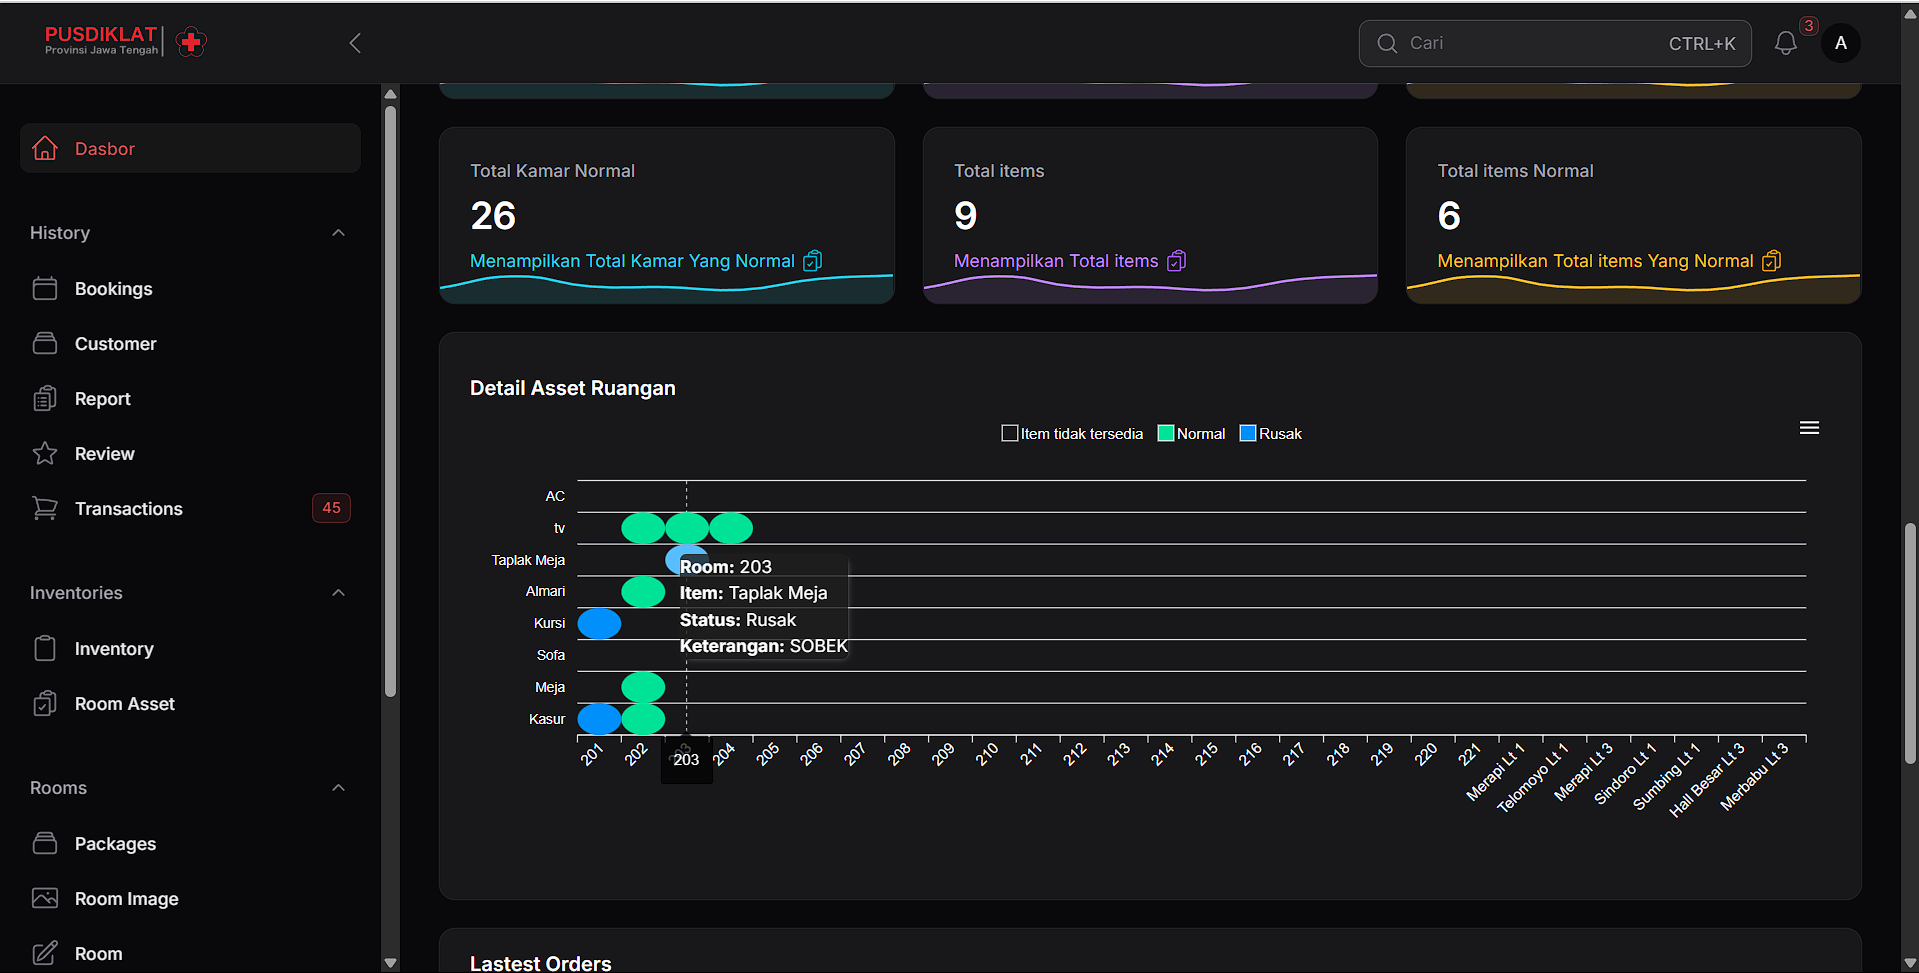 PUSDIKLAT
Provinsi Jawa Tengah
Cari
CTRL+K
3
A
Dasbor
History
Bookings
Customer
Report
Review
Transactions
45
Inventories
Inventory
Room Asset
Rooms
Packages
Room Image
Room
Total Kamar Normal
26
Menampilkan Total Kamar Yang Normal
Total items
9
Menampilkan Total items
Total items Normal
6
Menampilkan Total items Yang Normal
Detail Asset Ruangan
Item tidak tersedia
Normal
Rusak
AC
tv
Taplak Meja
Almari
Kursi
Sofa
Meja
Kasur
Room: 203
Item: Taplak Meja
Status: Rusak
Keterangan: SOBEK
201
202
203
203
204
205
206
207
208
209
210
211
212
213
214
215
216
217
218
219
220
221
Merapi Lt 1
Telomoyo Lt 1
Merapi Lt 3
Sindoro Lt 1
Sumbing Lt 1
Hall Besar Lt 3
Merbabu Lt 3
Lastest Orders